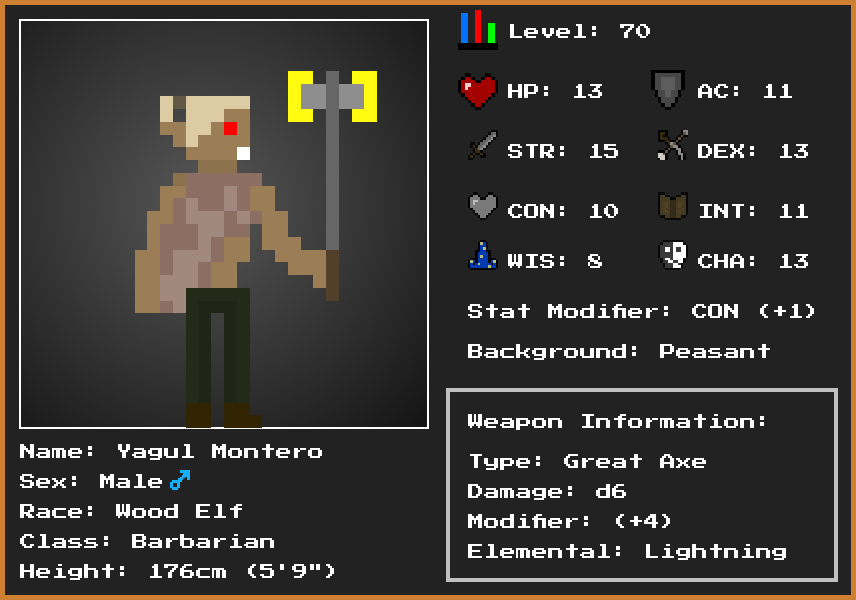 Level: 70
HP: 13
AC: 11
STR: 15
DEX: 13
CON: 10
INT: 11
WIS: 8
CHA: 13
Stat Modifier: CON (+1)
Background: Peasant
Weapon Information:
Type: Great Axe
Damage: d6
Modifier: (+4)
Elemental: Lightning
Name: Yagul Montero
Sex: Male ♂
Race: Wood Elf
Class: Barbarian
Height: 176cm (5'9")